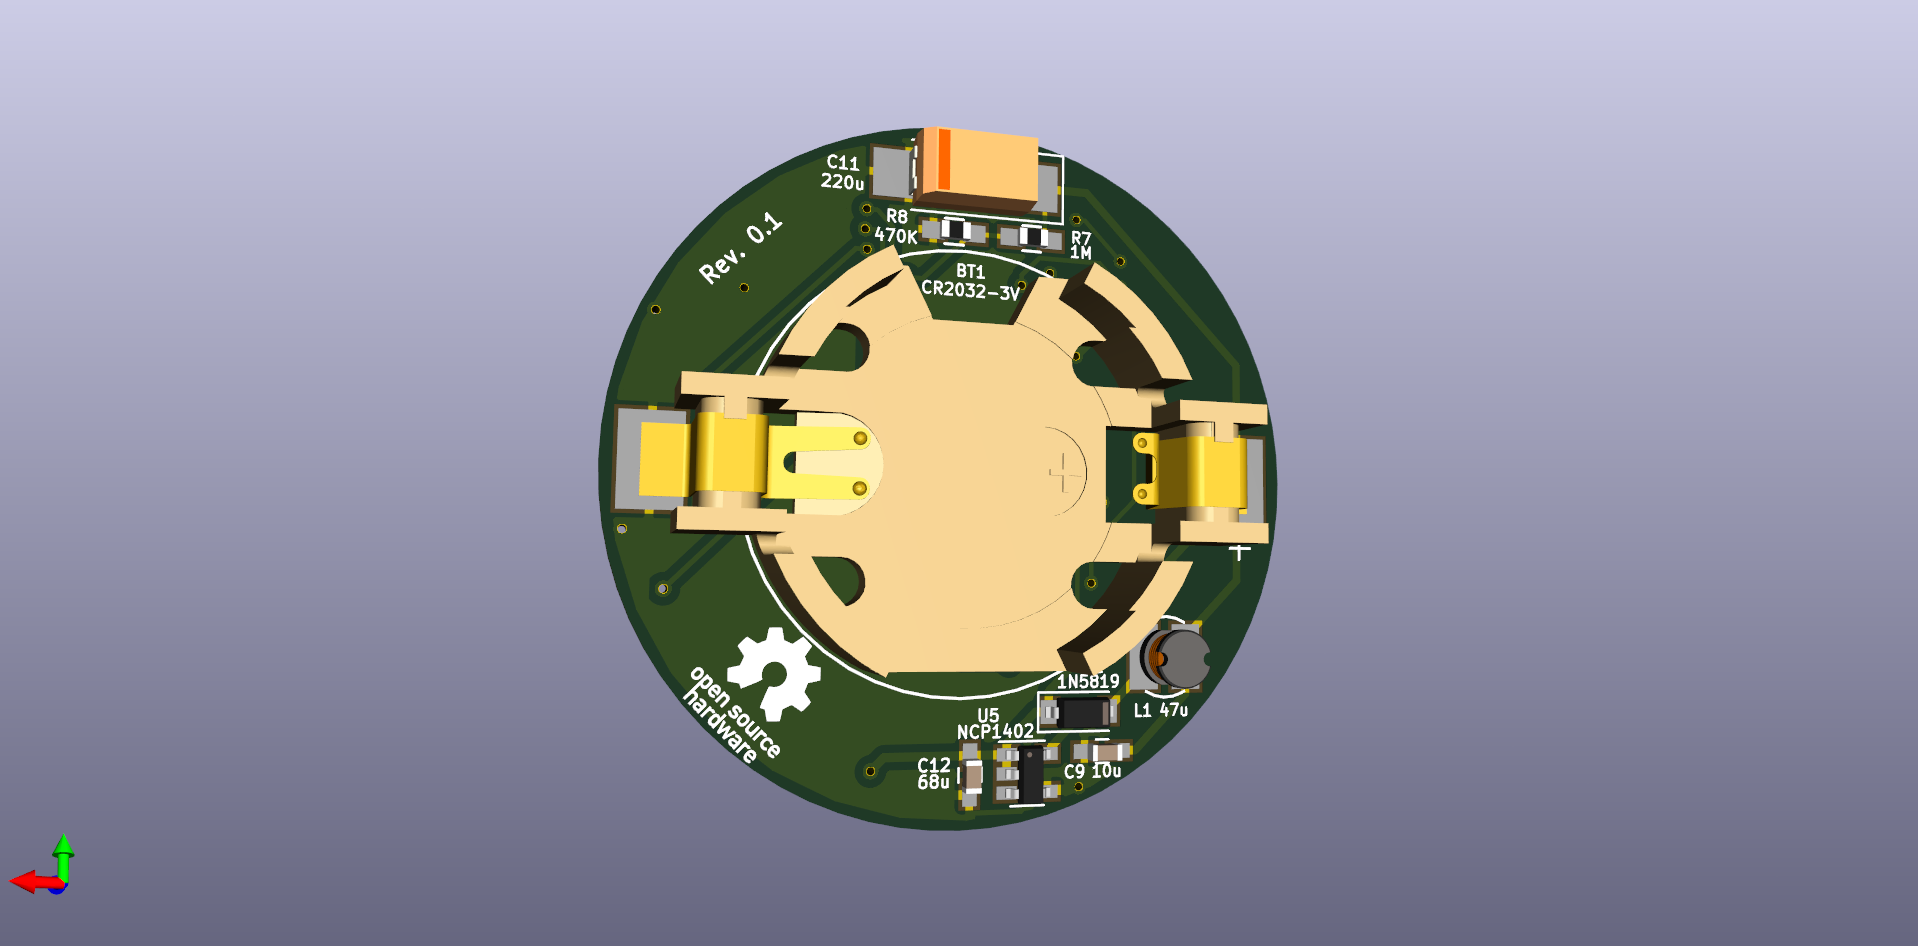 C11
220u
R8
470K
R7
1M
Rev. 0.1
BT1
CR2032-3V
+
1N5819
L1 47u
U5
NCP1402
C12
68u
C9 10u
open source
hardware